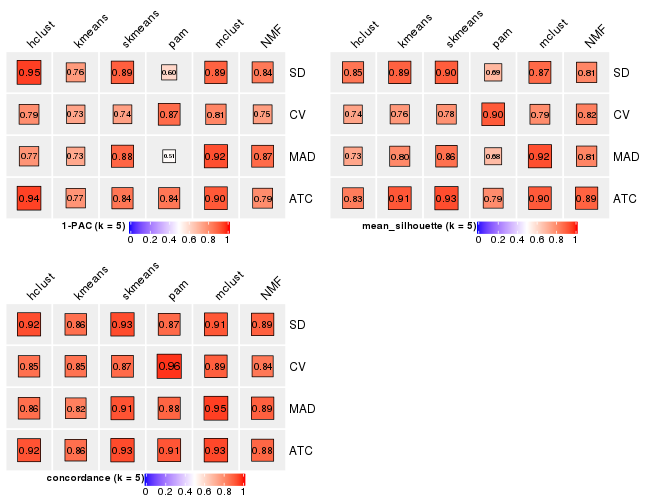 hclust kmeans skmeans pam mclust NMF
0.95 0.76 0.89 0.60 0.89 0.84 SD
0.79 0.73 0.74 0.87 0.81 0.75 CV
0.77 0.73 0.88 0.51 0.92 0.87 MAD
0.94 0.77 0.84 0.84 0.90 0.79 ATC
1-PAC (k = 5)
0 0.2 0.4 0.6 0.8 1
hclust kmeans skmeans pam mclust NMF
0.85 0.89 0.90 0.69 0.87 0.81 SD
0.74 0.76 0.78 0.90 0.79 0.82 CV
0.73 0.80 0.86 0.68 0.92 0.81 MAD
0.83 0.91 0.93 0.79 0.90 0.89 ATC
mean_silhouette (k = 5)
0 0.2 0.4 0.6 0.8 1
hclust kmeans skmeans pam mclust NMF
0.92 0.86 0.93 0.87 0.91 0.89 SD
0.85 0.85 0.87 0.96 0.89 0.84 CV
0.86 0.82 0.91 0.88 0.95 0.89 MAD
0.92 0.86 0.93 0.91 0.93 0.88 ATC
concordance (k = 5)
0 0.2 0.4 0.6 0.8 1